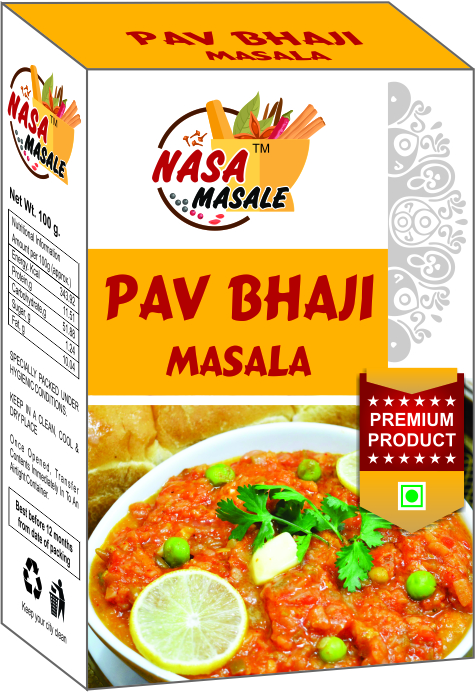 PAV BHAJI
MASALA
NASA
TM
MASALE
Net Wt. 100 g.
Nutritional Information
Amount per 100g (approx.)
Energy, Kcal 343.92
Protein,g 11.51
Carbohydrate,g 51.88
Sugar, g 1.24
Fat, g 10.04
SPECIALLY PACKED UNDER
HYGIENIC CONDITIONS.
KEEP IN A CLEAN, COOL &
DRY PLACE
Once Opened, Transfer
Contents Immediately In To An
Airtight Container.
Best before 12 months
from date of packing
Keep your city clean
NASA
TM
MASALE
PAV BHAJI
MASALA
PREMIUM
PRODUCT